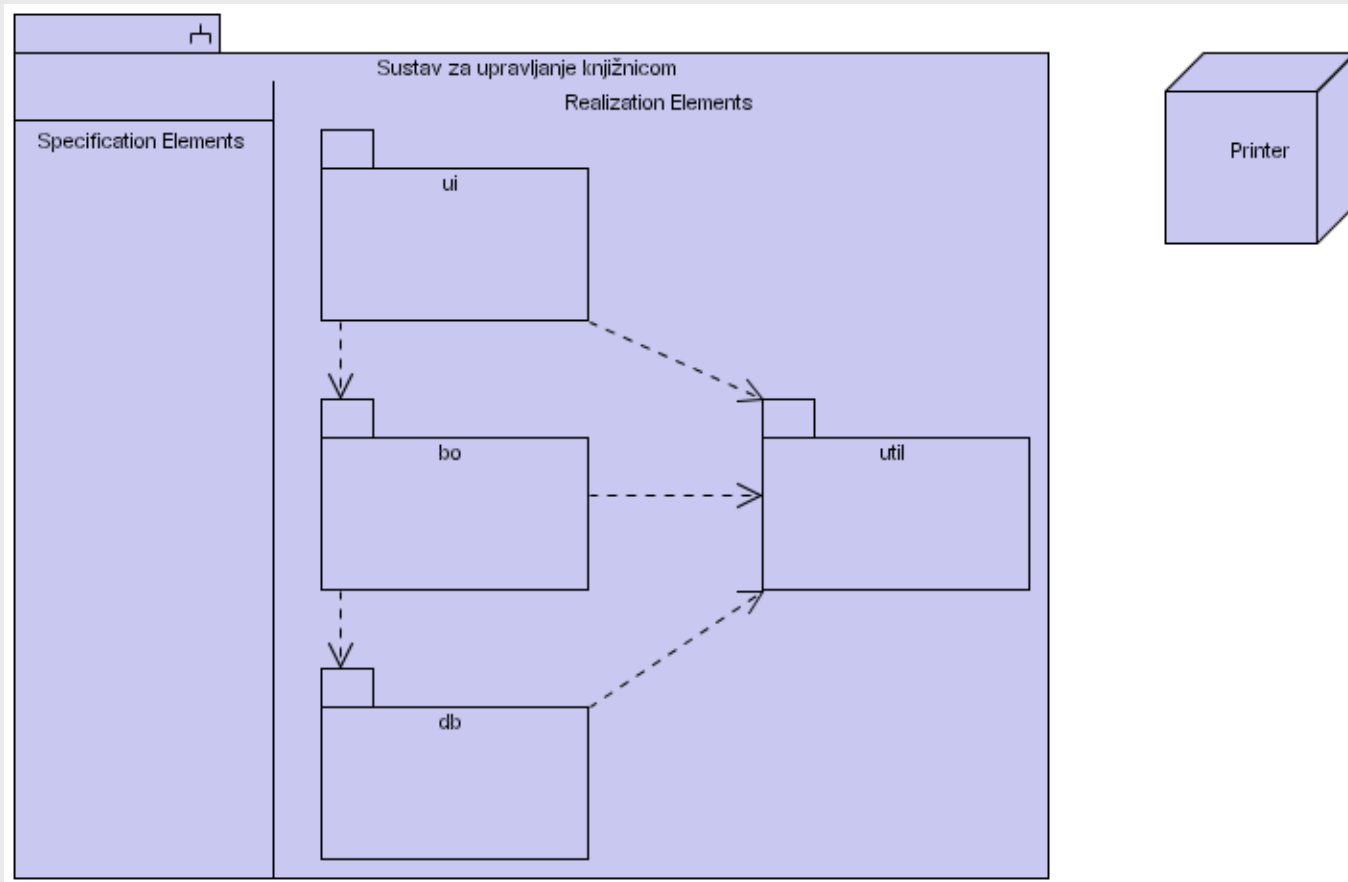 Sustav za upravljanje knjižnicom
Realization Elements
Specification Elements
ui
Printer
bo
util
db